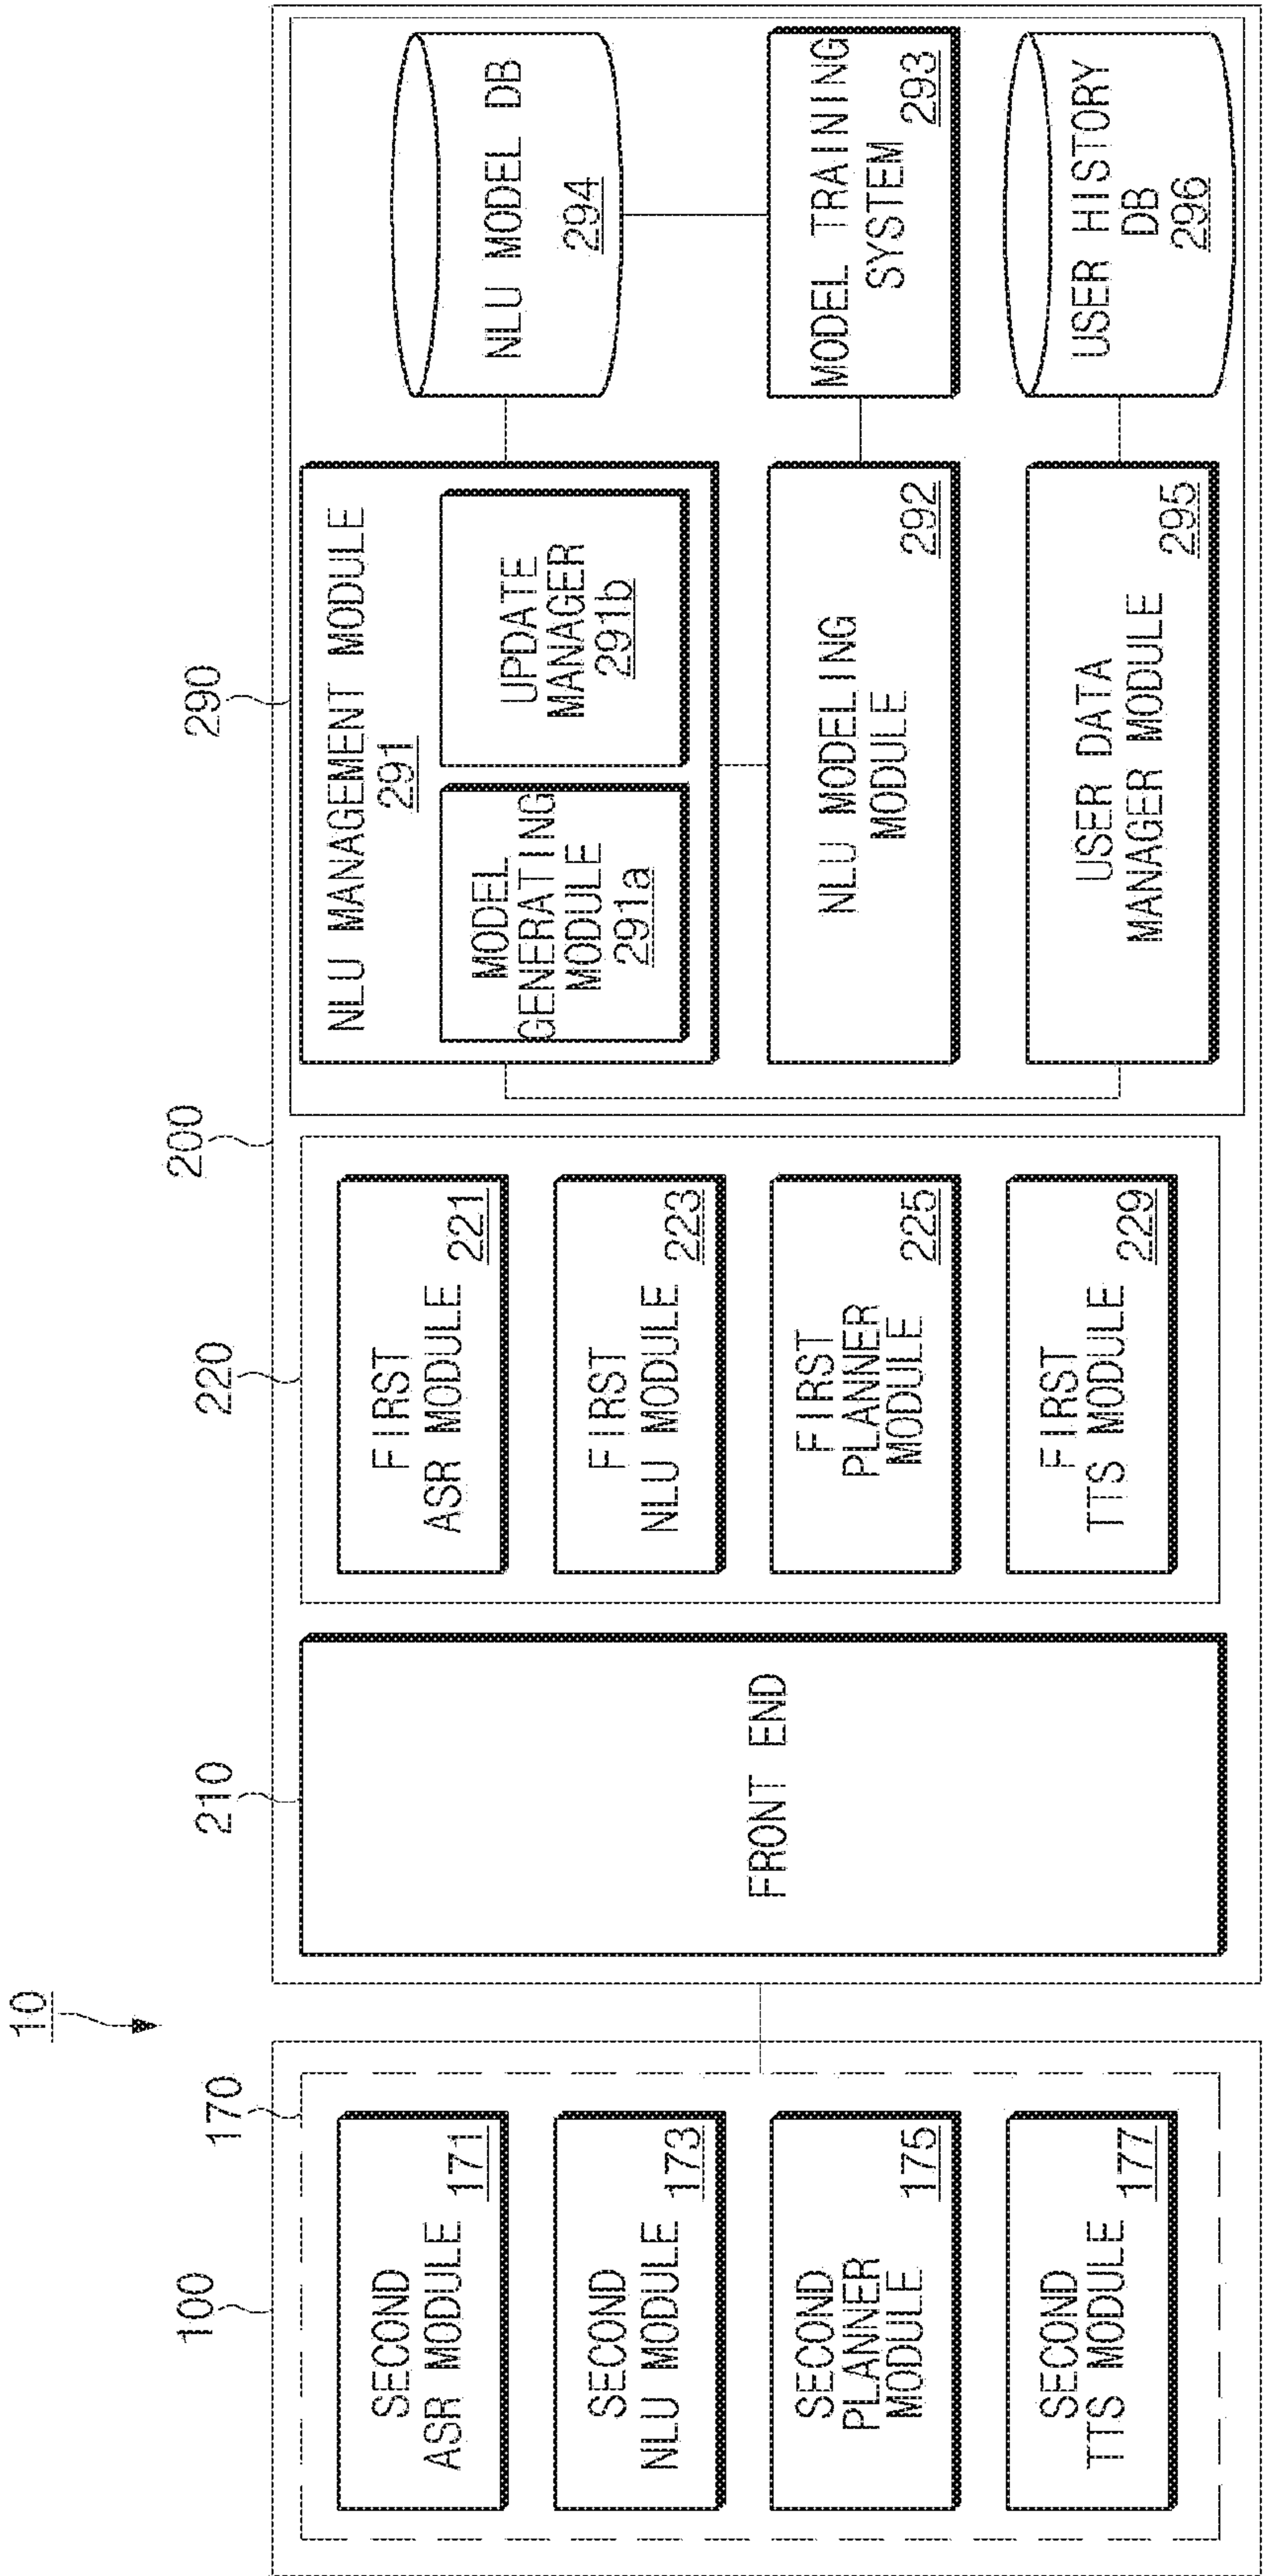 10
100
170
SECOND
ASR MODULE
171
SECOND
NLU MODULE
173
SECOND
PLANNER
MODULE
175
SECOND
TTS MODULE
177
200
210
FRONT END
220
FIRST
ASR MODULE
221
FIRST
NLU MODULE
223
FIRST
PLANNER
MODULE
225
FIRST
TTS MODULE
229
290
NLU MANAGEMENT MODULE
291
MODEL
GENERATING
MODULE
291a
UPDATE
MANAGER
291b
NLU MODEL DB
294
NLU MODELING
MODULE
292
MODEL TRAINING
SYSTEM
293
USER DATA
MANAGER MODULE
295
USER HISTORY
DB
296